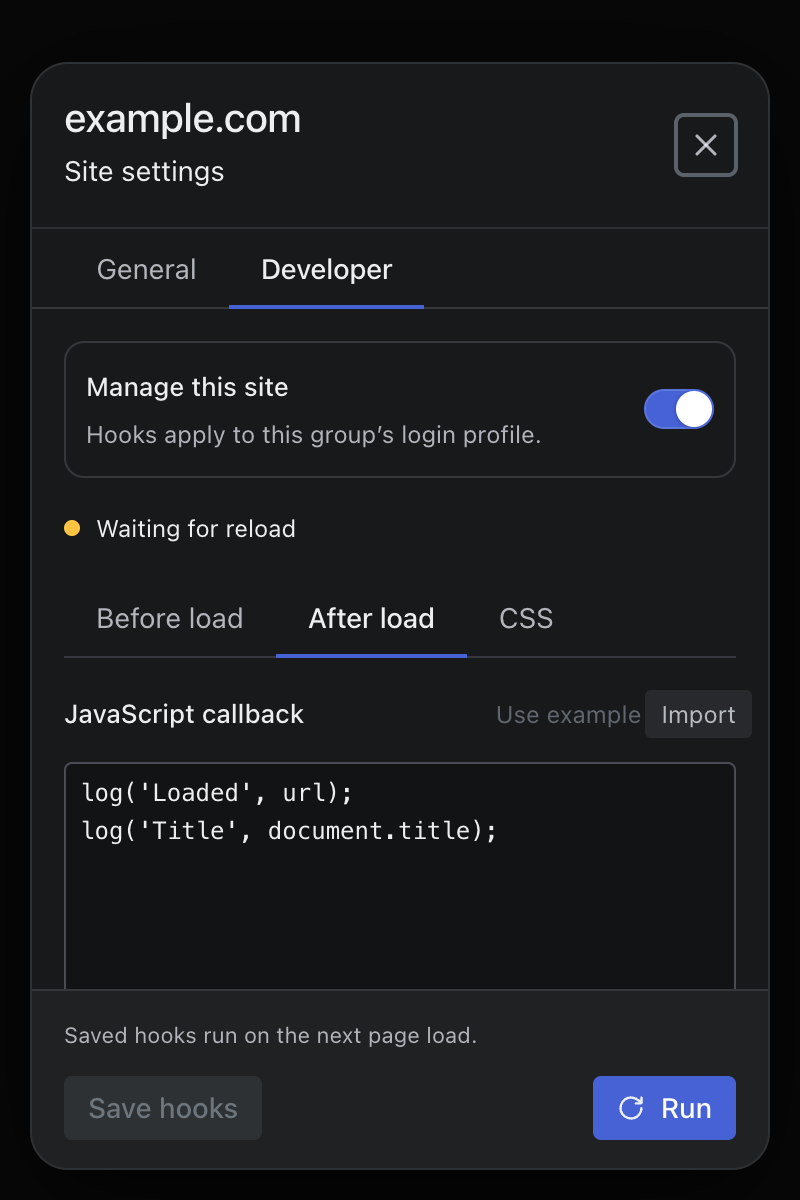 example.com
Site settings
General
Developer
Manage this site
Hooks apply to this group’s login profile.
Waiting for reload
Before load
After load
CSS
JavaScript callback
Use example
Import
log('Loaded', url);
log('Title', document.title);
Saved hooks run on the next page load.
Save hooks
Run